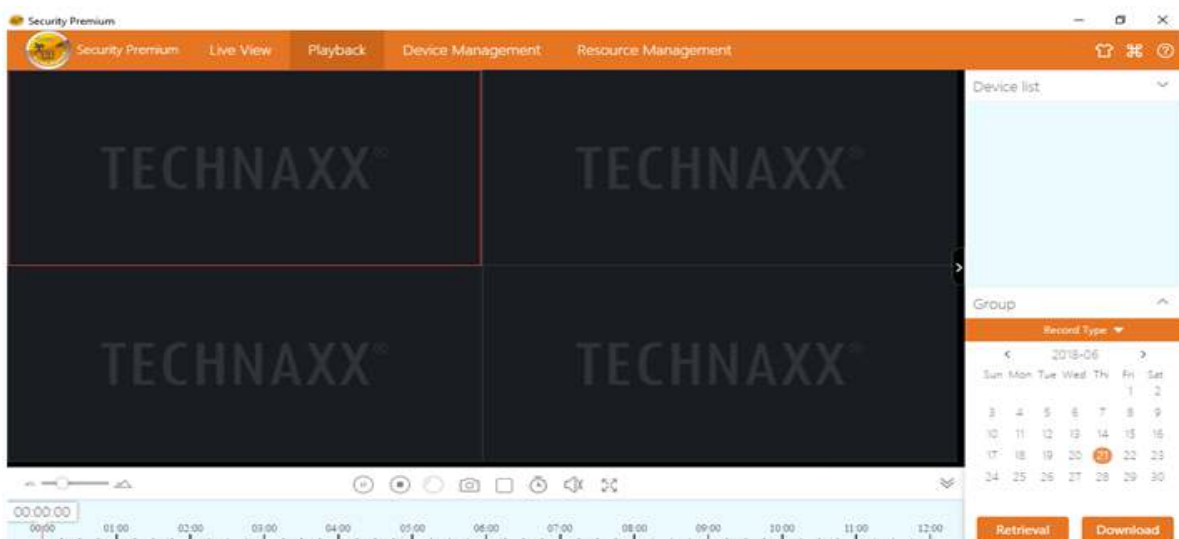 Security Premium
Security Premium Live View Playback Device Management Resource Management
Device list
TECHNAXX® TECHNAXX®
TECHNAXX® TECHNAXX®
Group
Record Type
2018-06
Sun Mon Tue Wed Thi Fri Sat
1 2
3 4 5 6 7 8 9
10 11 12 13 14 15 16
17 18 19 20 21 22 23
24 25 26 27 28 29 30
00:00:00
00:00 01:00 02:00 03:00 04:00 05:00 06:00 07:00 08:00 09:00 10:00 11:00 12:00
Retrieval Download